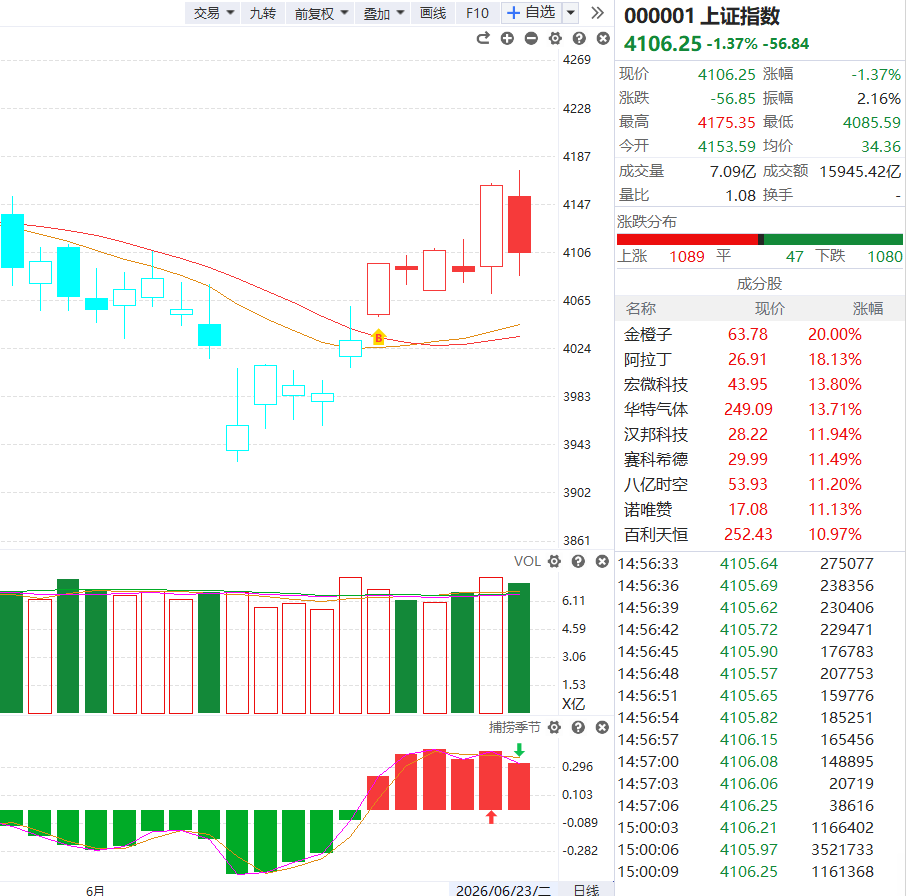 交易 九转 前复权 叠加 画线 F10 自选
000001 上证指数
4106.25 -1.37% -56.84
现价 4106.25 涨幅 -1.37%
涨跌 -56.85 振幅 2.16%
最高 4175.35 最低 4085.59
今开 4153.59 均价 34.36
成交量 7.09亿 成交额 15945.42亿
量比 1.08 换手 -
涨跌分布
上涨 1089 平 47 下跌 1080
成分股
名称 现价 涨幅
金橙子 63.78 20.00%
阿拉丁 26.91 18.13%
宏微科技 43.95 13.80%
华特气体 249.09 13.71%
汉邦科技 28.22 11.94%
赛科希德 29.99 11.49%
八亿时空 53.93 11.20%
诺唯赞 17.08 11.13%
百利天恒 252.43 10.97%
14:56:33 4105.64 275077
14:56:36 4105.69 238356
14:56:39 4105.62 230406
14:56:42 4105.72 229471
14:56:45 4105.90 176783
14:56:48 4105.57 207753
14:56:51 4105.65 159776
14:56:54 4105.82 185251
14:56:57 4106.15 165456
14:57:00 4106.08 148895
14:57:03 4106.06 20719
14:57:06 4106.25 38616
15:00:03 4106.21 1166402
15:00:06 4105.97 3521733
15:00:09 4106.25 1161368
4269
4228
4187
4147
4106
4065
4024
3983
3943
3902
3861
B
VOL
6.11
4.59
3.06
1.53
X亿
捕捞季节
0.296
0.103
-0.089
-0.282
6月 2026/06/23/二 日线